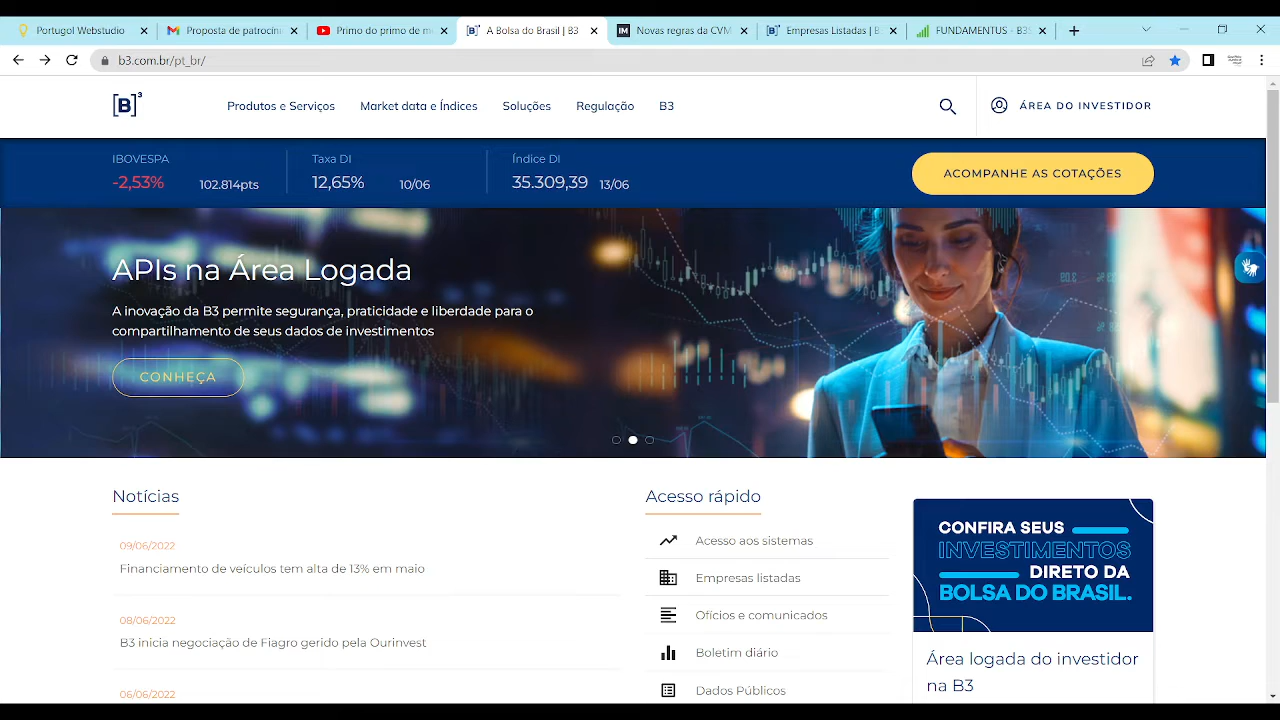 Portugol Webstudio
Proposta de patrocin
Primo do primo de m
A Bolsa do Brasil | B3
Novas regras da CVM
Empresas Listadas | B
FUNDAMENTUS - B3S
b3.com.br/pt_br/
[B]3
Produtos e Serviços
Market data e Índices
Soluções
Regulação
B3
ÁREA DO INVESTIDOR
IBOVESPA
-2,53% 102.814pts
Taxa DI
12,65% 10/06
Índice DI
35.309,39 13/06
ACOMPANHE AS COTAÇÕES
APIs na Área Logada
A inovação da B3 permite segurança, praticidade e liberdade para o
compartilhamento de seus dados de investimentos
CONHEÇA
Notícias
09/06/2022
Financiamento de veículos tem alta de 13% em maio
08/06/2022
B3 inicia negociação de Fiagro gerido pela Ourinvest
06/06/2022
Acesso rápido
Acesso aos sistemas
Empresas listadas
Ofícios e comunicados
Boletim diário
Dados Públicos
CONFIRA SEUS
INVESTIMENTOS
DIRETO DA
BOLSA DO BRASIL.
Área logada do investidor
na B3